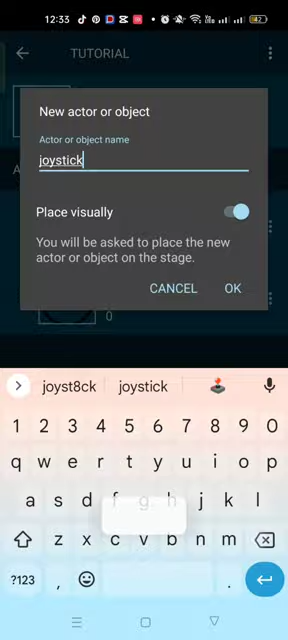 12:33
42
TUTORIAL
New actor or object
Actor or object name
joystick
Place visually
You will be asked to place the new
actor or object on the stage.
CANCEL OK
0
joyst8ck joystick
1 2 3 4 5 6 7 8 9 0
q w e r t y u i o p
a s d f g h j k l
z x c v b n m
?123 , .